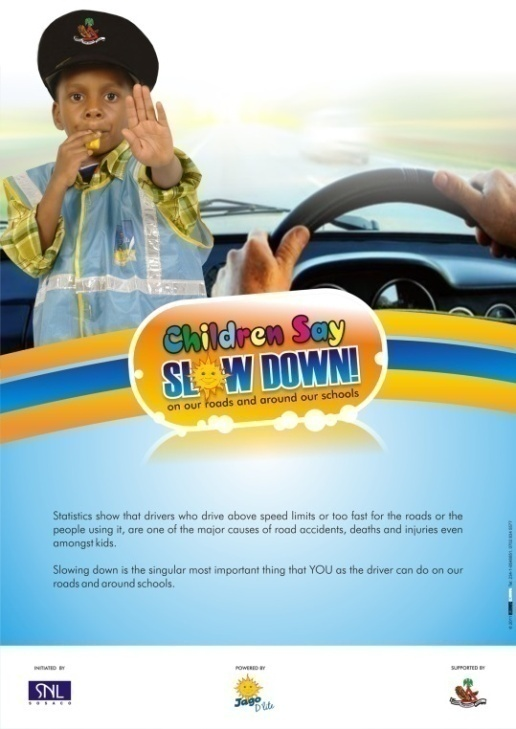 Children Say
SLOW DOWN!
on our roads and around our schools
Statistics show that drivers who drive above speed limits or too fast for the roads or the
people using it, are one of the major causes of road accidents, deaths and injuries even
amongst kids.
Slowing down is the singular most important thing that YOU as the driver can do on our
roads and around schools.
INITIATED BY
POWERED BY
SUPPORTED BY
SNL
Jago
D'lite